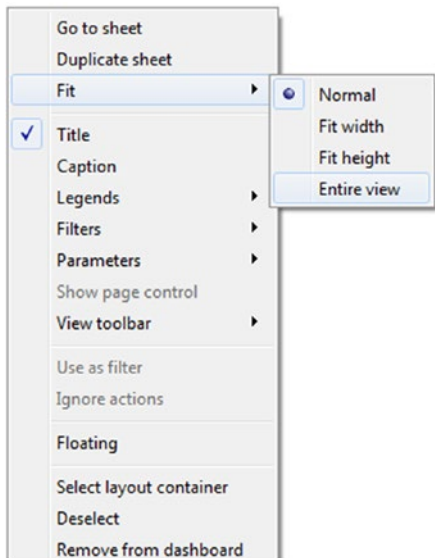 Go to sheet
Duplicate sheet
Fit
Normal
Fit width
Fit height
Entire view
Title
Caption
Legends
Filters
Parameters
Show page control
View toolbar
Use as filter
Ignore actions
Floating
Select layout container
Deselect
Remove from dashboard